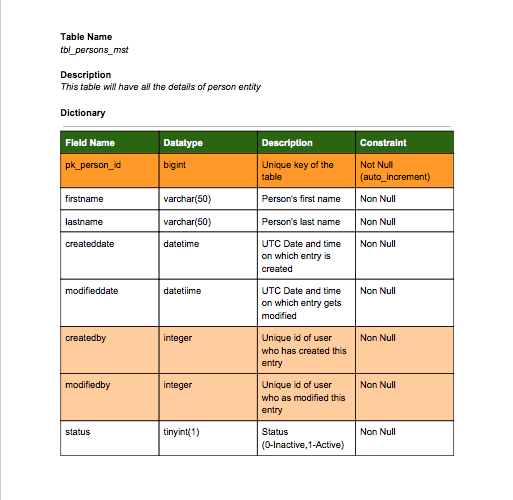 Table Name
tbl_persons_mst
Description
This table will have all the details of person entity
Dictionary
Field Name Datatype Description Constraint
pk_person_id bigint Unique key of the table Not Null (auto_increment)
firstname varchar(50) Person's first name Non Null
lastname varchar(50) Person's last name Non Null
createddate datetime UTC Date and time on which entry is created Non Null
modifieddate datetiime UTC Date and time on which entry gets modified Non Null
createdby integer Unique id of user who has created this entry Non Null
modifiedby integer Unique id of user who as modified this entry Non Null
status tinyint(1) Status (0-Inactive,1-Active) Non Null